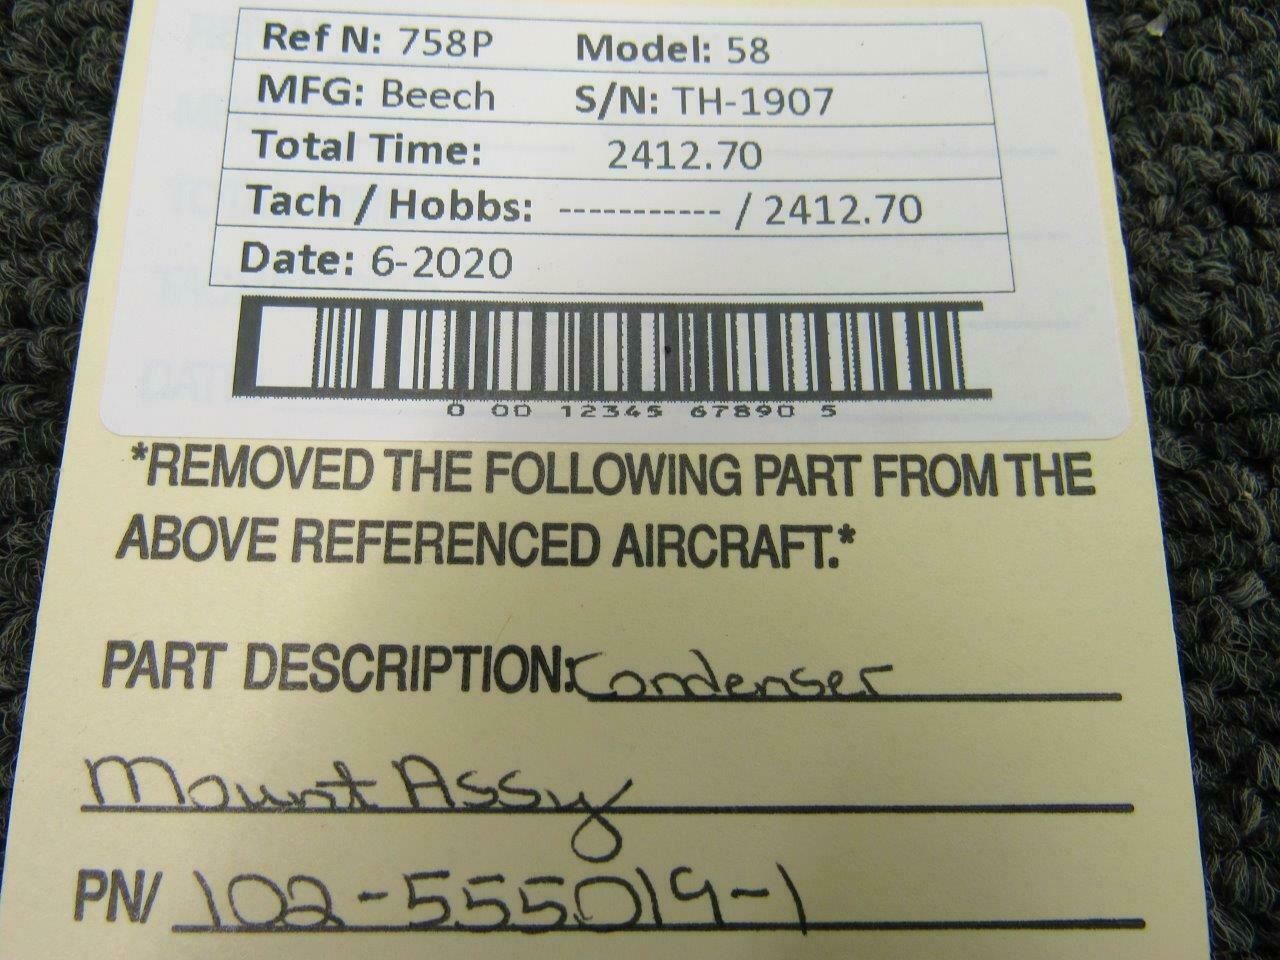 Ref N: 758P Model: 58
MFG: Beech S/N: TH-1907
Total Time: 2412.70
Tach / Hobbs: ----------- / 2412.70
Date: 6-2020
0 00 12345 67890 5
*REMOVED THE FOLLOWING PART FROM THE
ABOVE REFERENCED AIRCRAFT.*
PART DESCRIPTION: Condenser
Mount Assy
PN/ 102-555019-1